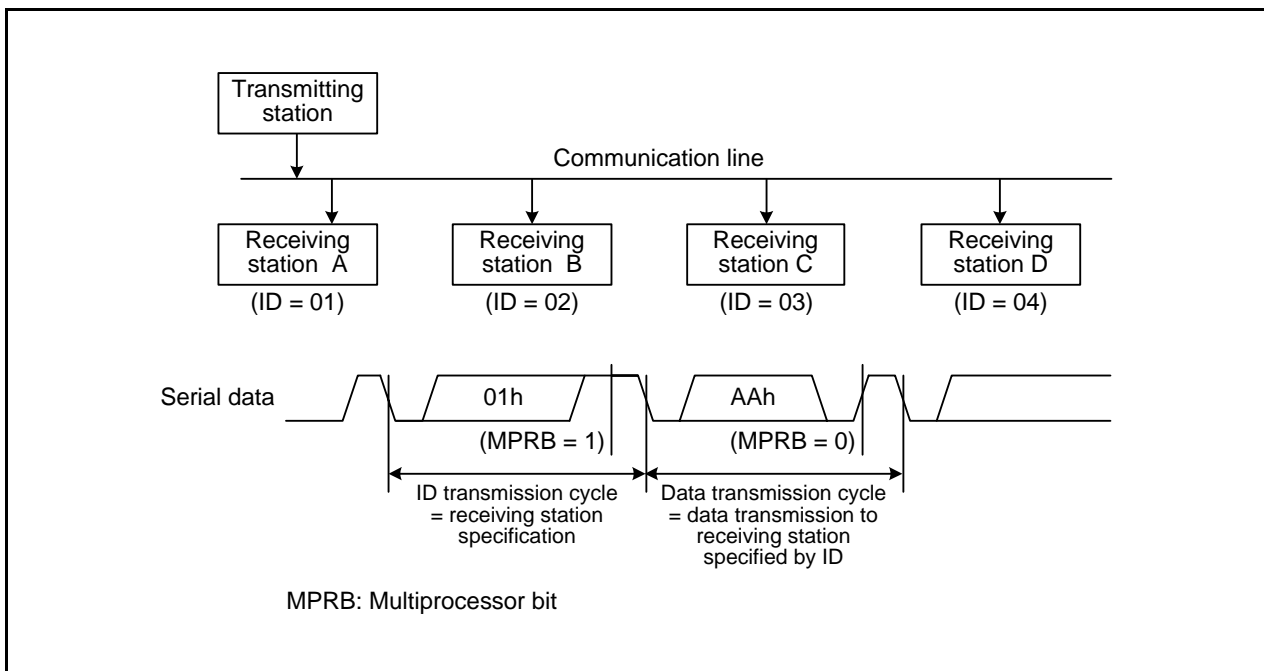 Transmitting
station
Communication line
Receiving
station A
Receiving
station B
Receiving
station C
Receiving
station D
(ID = 01)
(ID = 02)
(ID = 03)
(ID = 04)
Serial data
01h
AAh
(MPRB = 1)
(MPRB = 0)
ID transmission cycle
= receiving station
specification
Data transmission cycle
= data transmission to
receiving station
specified by ID
MPRB: Multiprocessor bit